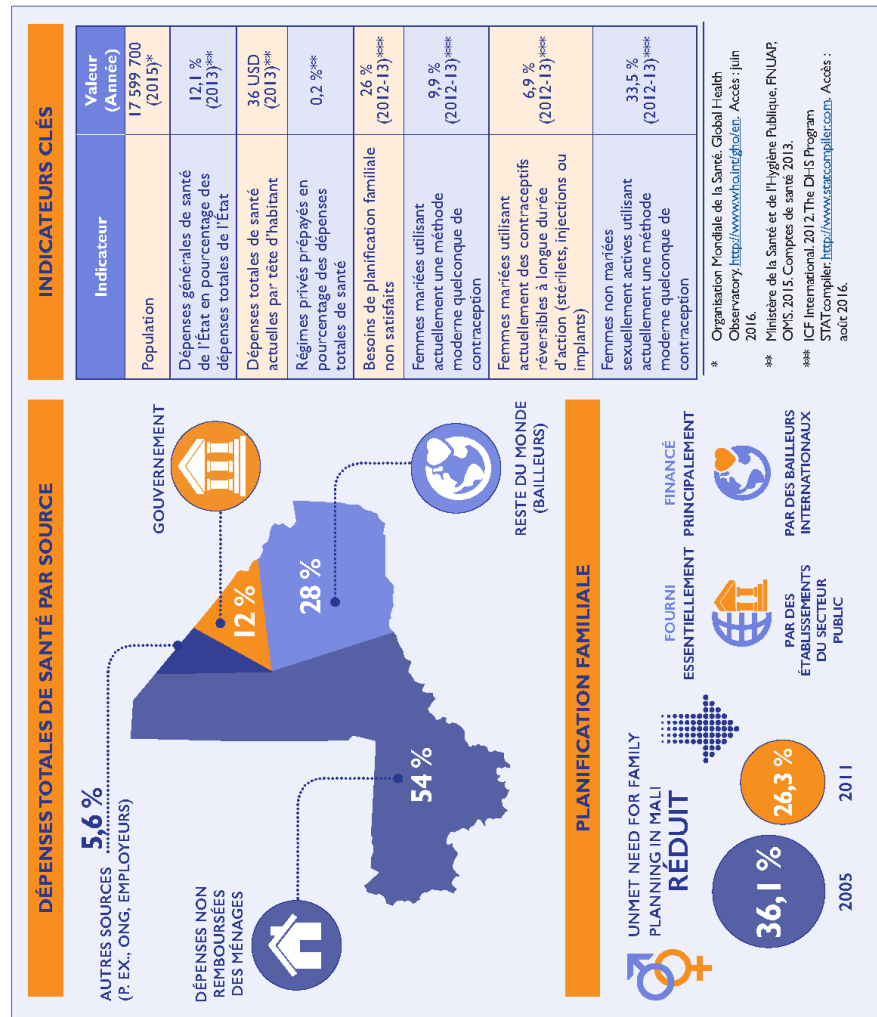 DÉPENSES TOTALES DE SANTÉ PAR SOURCE
AUTRES SOURCES 5,6 %
(P. EX., ONG, EMPLOYEURS)
GOUVERNEMENT
12 %
28 %
54 %
DÉPENSES NON
REMBOURSÉES
DES MÉNAGES
RESTE DU MONDE
(BAILLEURS)
PLANIFICATION FAMILIALE
UNMET NEED FOR FAMILY
PLANNING IN MALI
RÉDUIT
36,1 %
26,3 %
2005
2011
FOURNI
ESSENTIELLEMENT
PAR DES
ÉTABLISSEMENTS
DU SECTEUR
PUBLIC
FINANCÉ
PRINCIPALEMENT
PAR DES BAILLEURS
INTERNATIONAUX
INDICATEURS CLÉS
Indicateur
Valeur
(Année)
Population
17 599 700
(2015)*
Dépenses générales de santé
de l'État en pourcentage des
dépenses totales de l'État
12,1 %
(2013)**
Dépenses totales de santé
actuelles par tête d'habitant
36 USD
(2013)**
Régimes privés prépayés en
pourcentage des dépenses
totales de santé
0,2 %**
Besoins de planification familiale
non satisfaits
26 %
(2012-13)***
Femmes mariées utilisant
actuellement une méthode
moderne quelconque de
contraception
9,9 %
(2012-13)***
Femmes mariées utilisant
actuellement des contraceptifs
réversibles à longue durée
d'action (stérilets, injections ou
implants)
6,9 %
(2012-13)***
Femmes non mariées
sexuellement actives utilisant
actuellement une méthode
moderne quelconque de
contraception
33,5 %
(2012-13)***
* Organisation Mondiale de la Santé. Global Health
Observatory. http://www.who.int/gho/en. Accès : juin
2016.
** Ministère de la Santé et de l'Hygiène Publique, FNUAP,
OMS. 2015. Comptes de santé 2013.
*** ICF International. 2012. The DHS Program
STATcompiler. http://www.statcompiler.com. Accès :
août 2016.